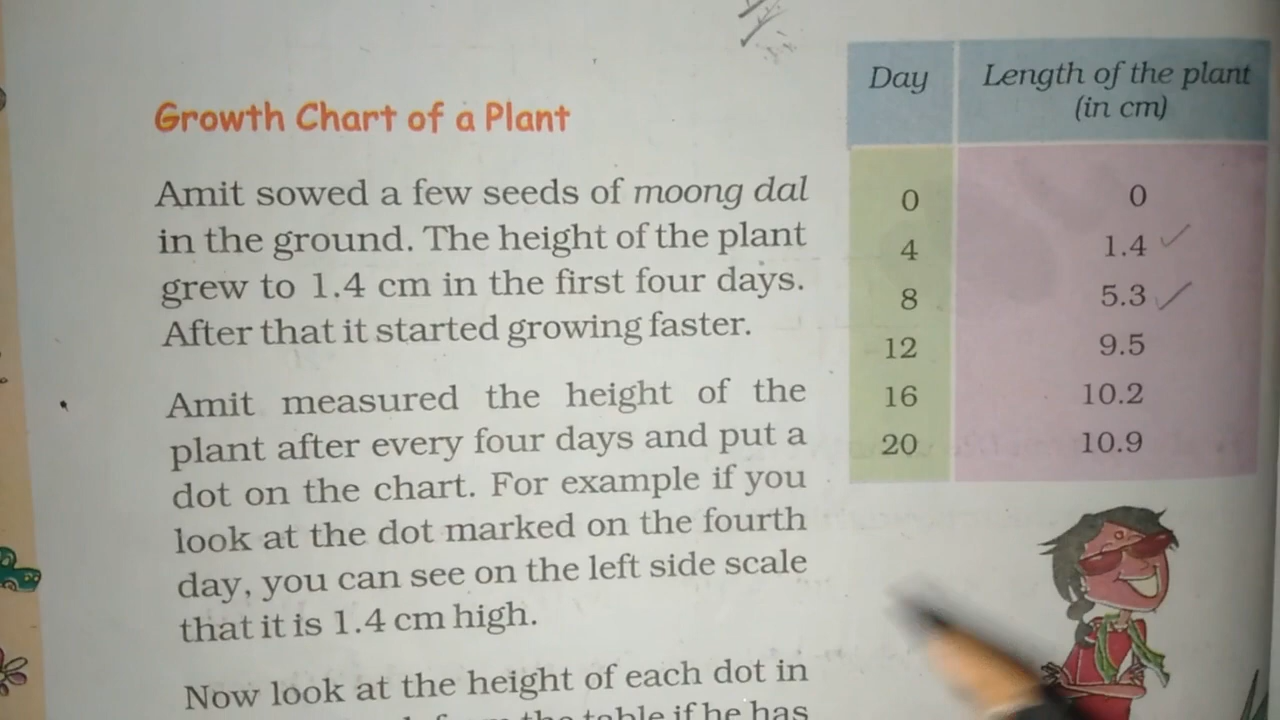 Growth Chart of a Plant
Amit sowed a few seeds of moong dal
in the ground. The height of the plant
grew to 1.4 cm in the first four days.
After that it started growing faster.
Amit measured the height of the
plant after every four days and put a
dot on the chart. For example if you
look at the dot marked on the fourth
day, you can see on the left side scale
that it is 1.4 cm high.
Now look at the height of each dot in
the table if he has
Day Length of the plant
(in cm)
0 0
4 1.4
8 5.3
12 9.5
16 10.2
20 10.9